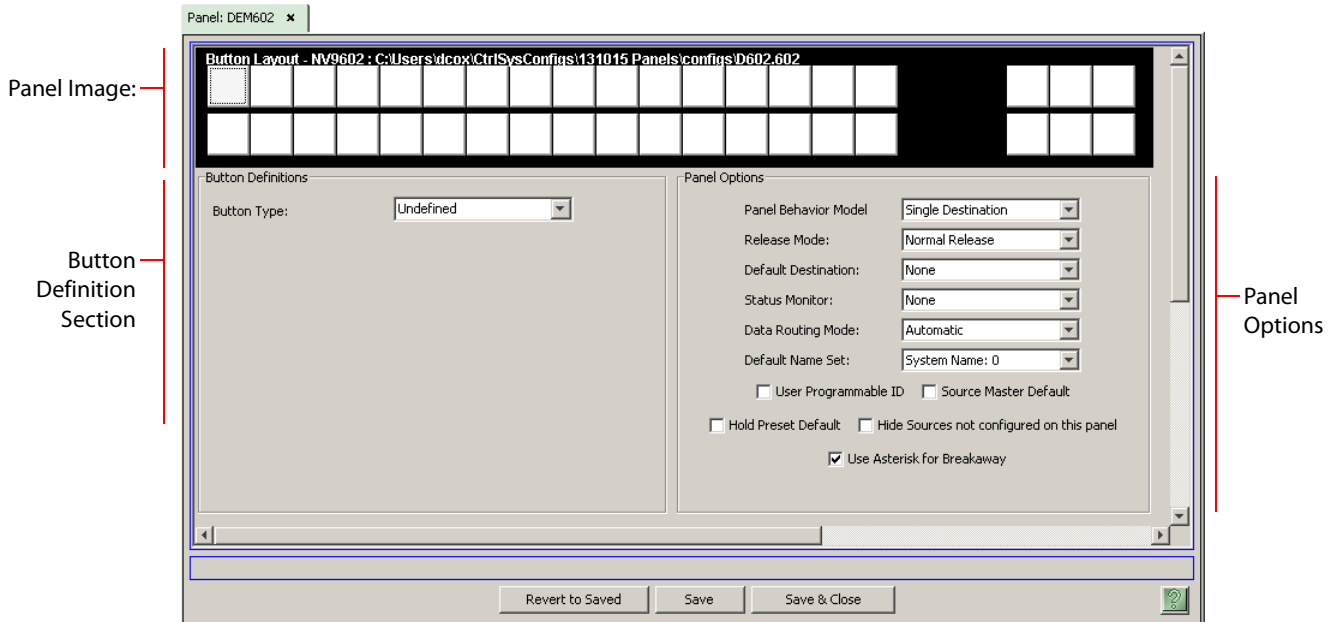 Panel: DEM602 ×
Button Layout - NV9602 : C:\Users\dcox\CtrlSysConfigs\131015 Panels\configs\D602.602
Panel Image:
Button Definitions
Button Type:
Undefined
Button
Definition
Section
Panel Options
Panel Behavior Model
Single Destination
Release Mode:
Normal Release
Default Destination:
None
Status Monitor:
None
Data Routing Mode:
Automatic
Default Name Set:
System Name: 0
User Programmable ID
Source Master Default
Hold Preset Default
Hide Sources not configured on this panel
Use Asterisk for Breakaway
Panel
Options
Revert to Saved
Save
Save & Close
?